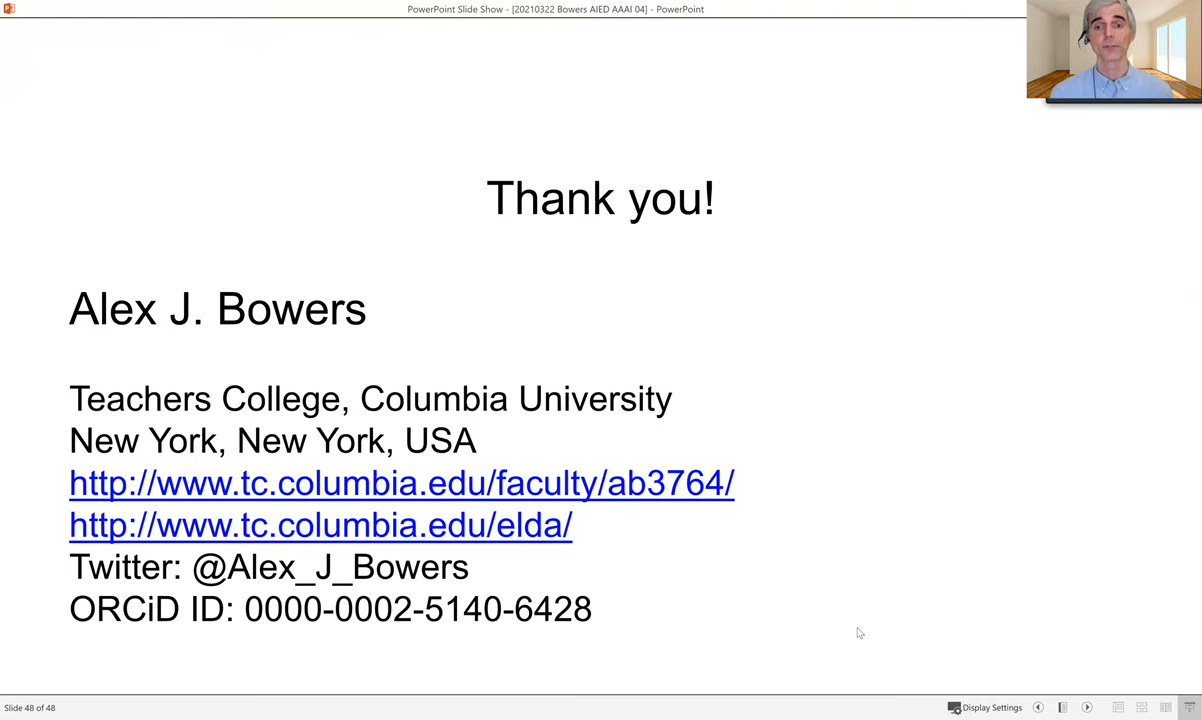 PowerPoint Slide Show - [20210322 Bowers AIED AAAI 04] - PowerPoint
Thank you!
Alex J. Bowers
Teachers College, Columbia University
New York, New York, USA
http://www.tc.columbia.edu/faculty/ab3764/
http://www.tc.columbia.edu/elda/
Twitter: @Alex_J_Bowers
ORCiD ID: 0000-0002-5140-6428
Slide 48 of 48
Display Settings